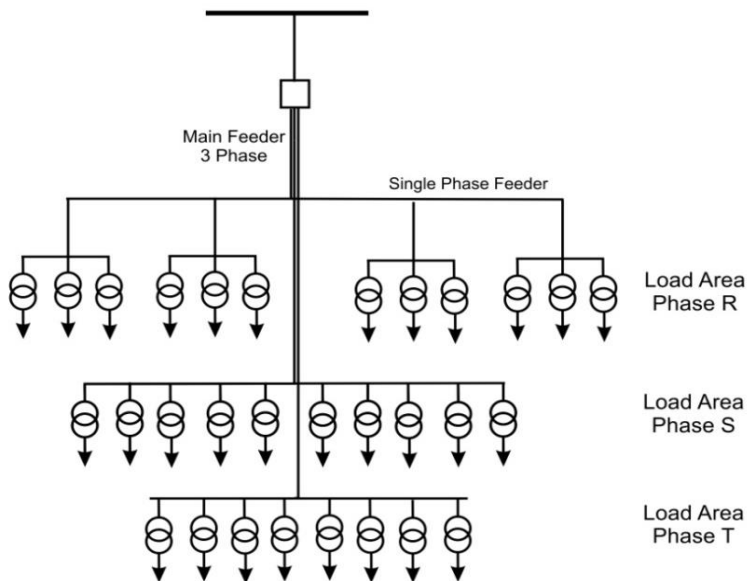 Main Feeder
3 Phase
Single Phase Feeder
Load Area
Phase R
Load Area
Phase S
Load Area
Phase T